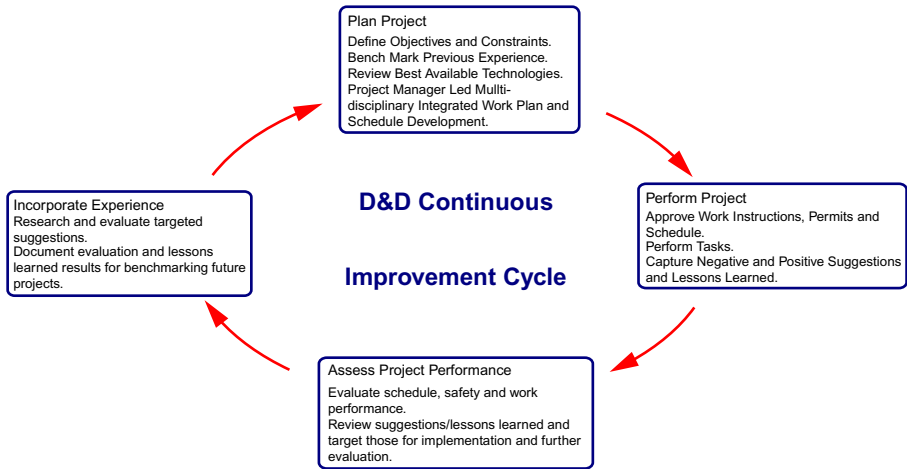 Plan Project
Define Objectives and Constraints.
Bench Mark Previous Experience.
Review Best Available Technologies.
Project Manager Led Mullti-
disciplinary Integrated Work Plan and
Schedule Development.
Incorporate Experience
Research and evaluate targeted
suggestions.
Document evaluation and lessons
learned results for benchmarking future
projects.
D&D Continuous
Improvement Cycle
Perform Project
Approve Work Instructions, Permits and
Schedule.
Perform Tasks.
Capture Negative and Positive Suggestions
and Lessons Learned.
Assess Project Performance
Evaluate schedule, safety and work
performance.
Review suggestions/lessons learned and
target those for implementation and further
evaluation.